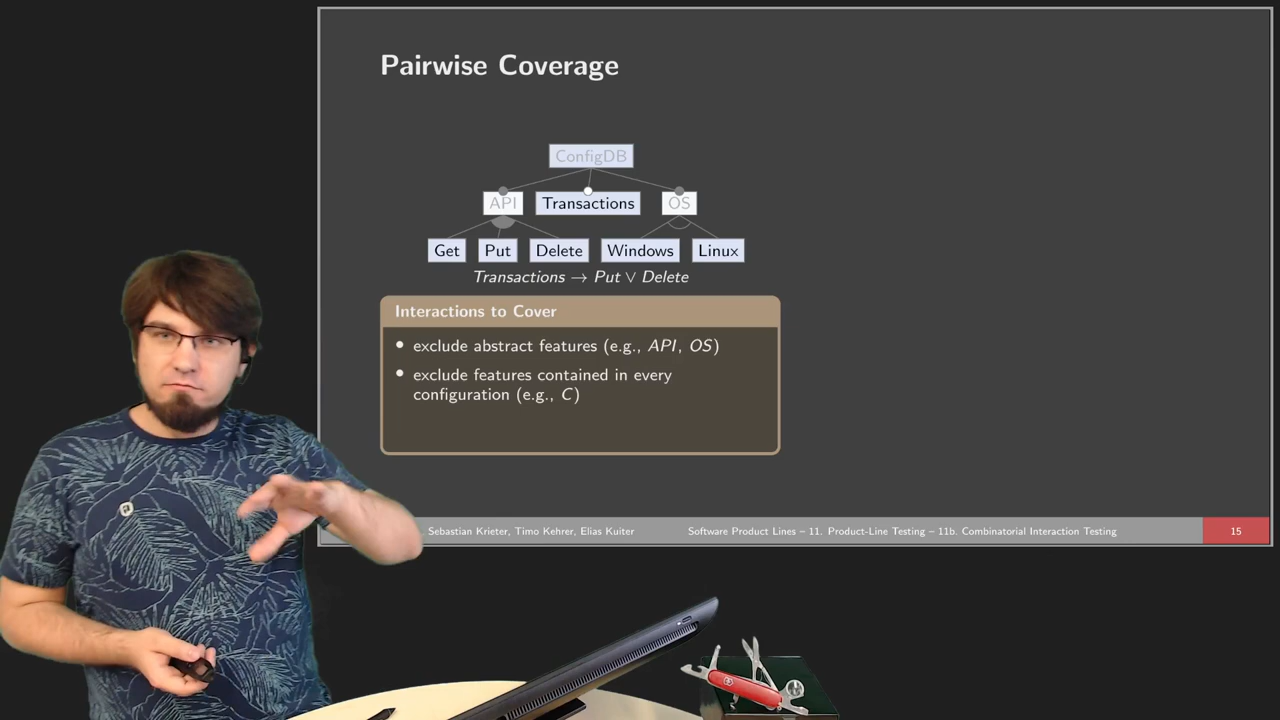 Pairwise Coverage
ConfigDB
API Transactions OS
Get Put Delete Windows Linux
Transactions → Put ∨ Delete
Interactions to Cover
• exclude abstract features (e.g., API, OS)
• exclude features contained in every
configuration (e.g., C)
Sebastian Krieter, Timo Kehrer, Elias Kuiter Software Product Lines – 11. Product-Line Testing – 11b. Combinatorial Interaction Testing 15